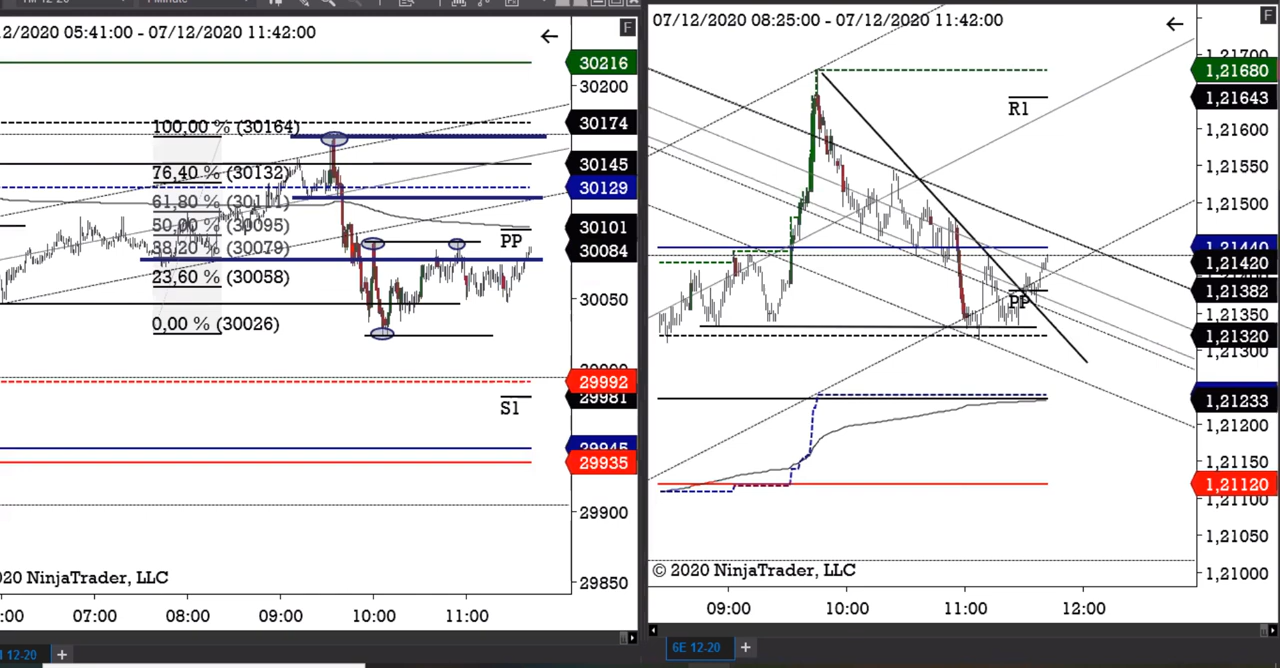 1 Minute
2/2020 05:41:00 - 07/12/2020 11:42:00
F
30216
30200
30174
100,00 % (30164)
30145
76,40 % (30132)
30129
61,80 % (30111)
50,00 % (30095)
30101
PP
38,20 % (30079)
30084
23,60 % (30058)
30050
0,00 % (30026)
29992
29981
S1
29945
29935
29900
29850
020 NinjaTrader, LLC
:00
07:00
08:00
09:00
10:00
11:00
12-20
+
07/12/2020 08:25:00 - 07/12/2020 11:42:00
F
1,21700
1,21680
1,21643
R1
1,21600
1,21550
1,21500
1,21440
1,21420
1,21382
PP
1,21350
1,21320
1,21300
1,21233
1,21200
1,21150
1,21120
1,21100
1,21050
1,21000
© 2020 NinjaTrader, LLC
09:00
10:00
11:00
12:00
6E 12-20
+